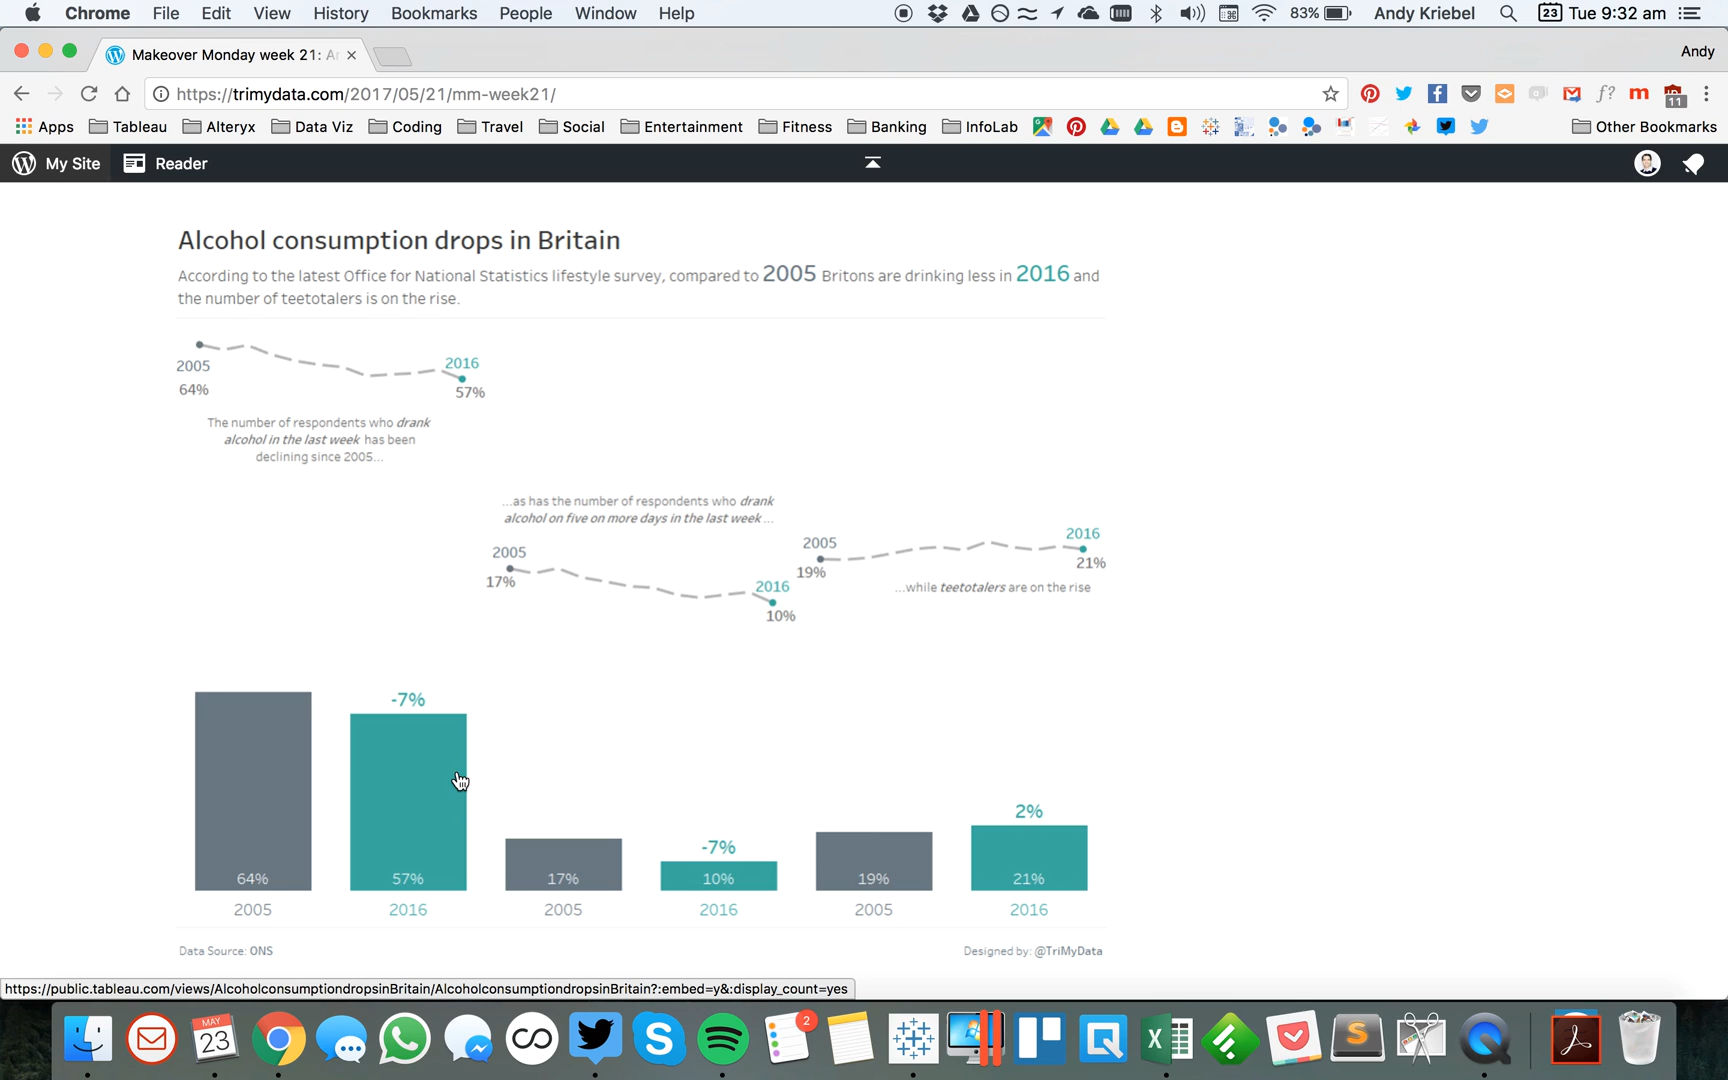 Chrome File Edit View History Bookmarks People Window Help 83% Andy Kriebel 23 Tue 9:32 am
Makeover Monday week 21: Ar Andy
https://trimydata.com/2017/05/21/mm-week21/ f? m 11
Apps Tableau Alteryx Data Viz Coding Travel Social Entertainment Fitness Banking InfoLab Other Bookmarks
My Site Reader
Alcohol consumption drops in Britain
According to the latest Office for National Statistics lifestyle survey, compared to 2005 Britons are drinking less in 2016 and
the number of teetotalers is on the rise.
2005 2016
64% 57%
The number of respondents who drank
alcohol in the last week has been
declining since 2005...
...as has the number of respondents who drank
alcohol on five on more days in the last week...
2005 2016
17% 10%
2005 2016
19% 21%
...while teetotalers are on the rise
-7% -7% 2%
64% 57% 17% 10% 19% 21%
2005 2016 2005 2016 2005 2016
Data Source: ONS Designed by: @TriMyData
https://public.tableau.com/views/AlcoholconsumptiondropsinBritain/AlcoholconsumptiondropsinBritain?:embed=y&:display_count=yes
MAY
23
2